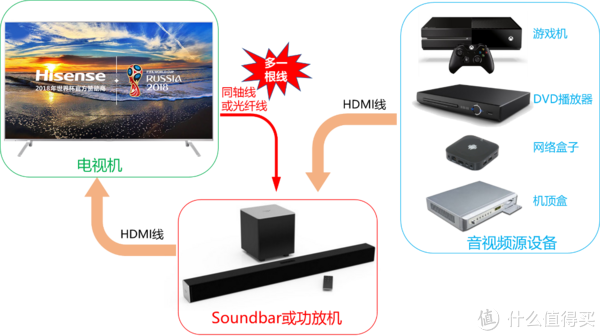 Hisense
2018年世界杯官方赞助商
FIFA WORLD CUP
RUSSIA
2018
电视机
多一
根线
同轴线
或光纤线
HDMI线
游戏机
DVD播放器
网络盒子
机顶盒
音视频源设备
HDMI线
Soundbar或功放机
值 什么值得买